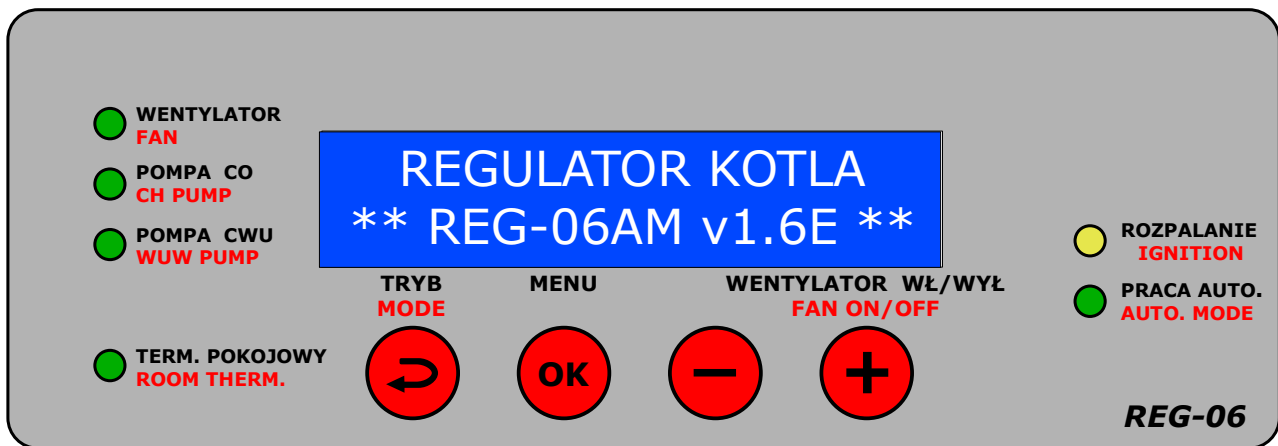 WENTYLATOR
FAN
POMPA CO
CH PUMP
POMPA CWU
WUW PUMP
TERM. POKOJOWY
ROOM THERM.
REGULATOR KOTLA
** REG-06AM v1.6E **
TRYB
MODE
MENU
WENTYLATOR WŁ/WYŁ
FAN ON/OFF
OK
ROZPALANIE
IGNITION
PRACA AUTO.
AUTO. MODE
REG-06